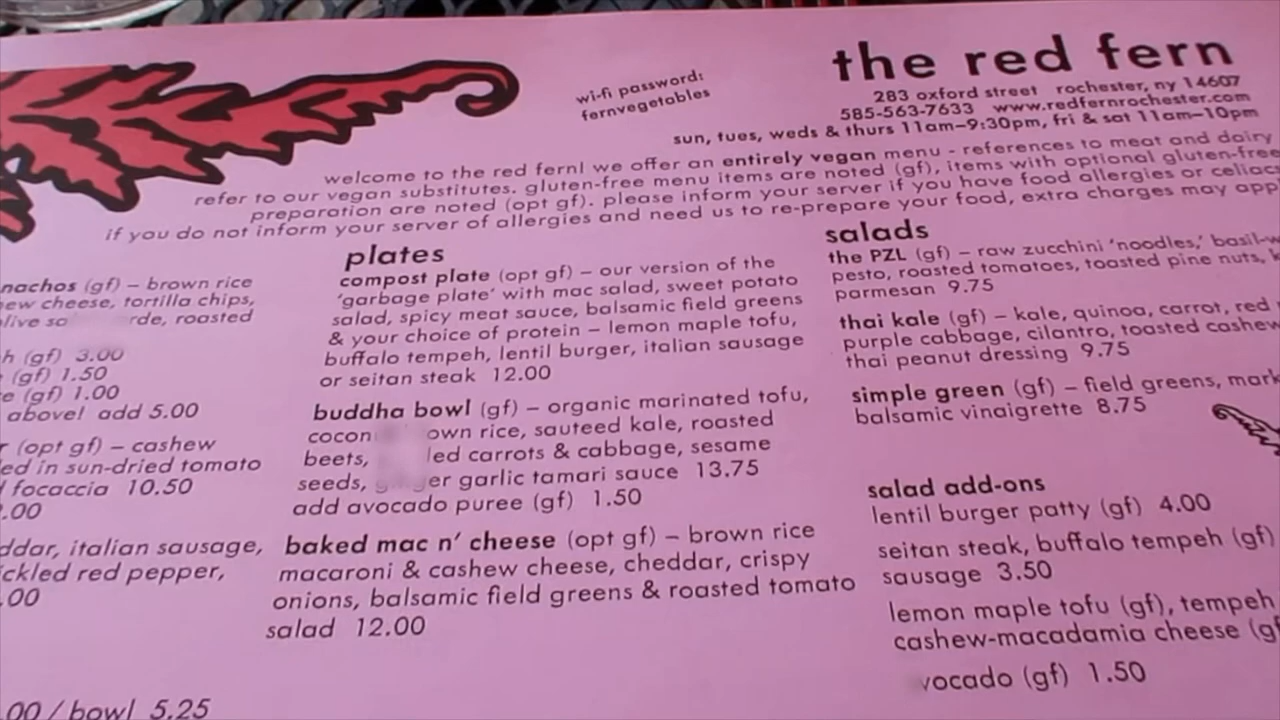 the red fern
283 oxford street rochester, ny 14607
585-563-7633 www.redfernrochester.com
sun, tues, weds & thurs 11am–9:30pm, fri & sat 11am–10pm
wi-fi password:
fernvegetables
welcome to the red fern! we offer an entirely vegan menu - references to meat and dairy
refer to our vegan substitutes. gluten-free menu items are noted (gf), items with optional gluten-free
preparation are noted (opt gf). please inform your server if you have food allergies or celiacs
if you do not inform your server of allergies and need us to re-prepare your food, extra charges may
nachos (gf) – brown rice
cheese, tortilla chips,
roasted
(gf) 3.00
(gf) 1.50
(gf) 1.00
above! add 5.00
(opt gf) – cashew
in sun-dried tomato
focaccia 10.50
.00
italian sausage,
red pepper,
.00
/ bowl 5.25
plates
compost plate (opt gf) – our version of the
'garbage plate' with mac salad, sweet potato
salad, spicy meat sauce, balsamic field greens
& your choice of protein – lemon maple tofu,
buffalo tempeh, lentil burger, italian sausage
or seitan steak 12.00
buddha bowl (gf) – organic marinated tofu,
rice, sauteed kale, roasted
beets, carrots & cabbage, sesame
seeds, garlic tamari sauce 13.75
add avocado puree (gf) 1.50
baked mac n' cheese (opt gf) – brown rice
macaroni & cashew cheese, cheddar, crispy
onions, balsamic field greens & roasted tomato
salad 12.00
salads
the PZL (gf) – raw zucchini 'noodles,'
pesto, roasted tomatoes, toasted pine nuts,
parmesan 9.75
thai kale (gf) – kale, quinoa, carrot, red
purple cabbage, cilantro, toasted cashew
thai peanut dressing 9.75
simple green (gf) – field greens,
balsamic vinaigrette 8.75
salad add-ons
lentil burger patty (gf) 4.00
seitan steak, buffalo tempeh (gf)
sausage 3.50
lemon maple tofu (gf), tempeh
cashew-macadamia cheese
(gf) 1.50